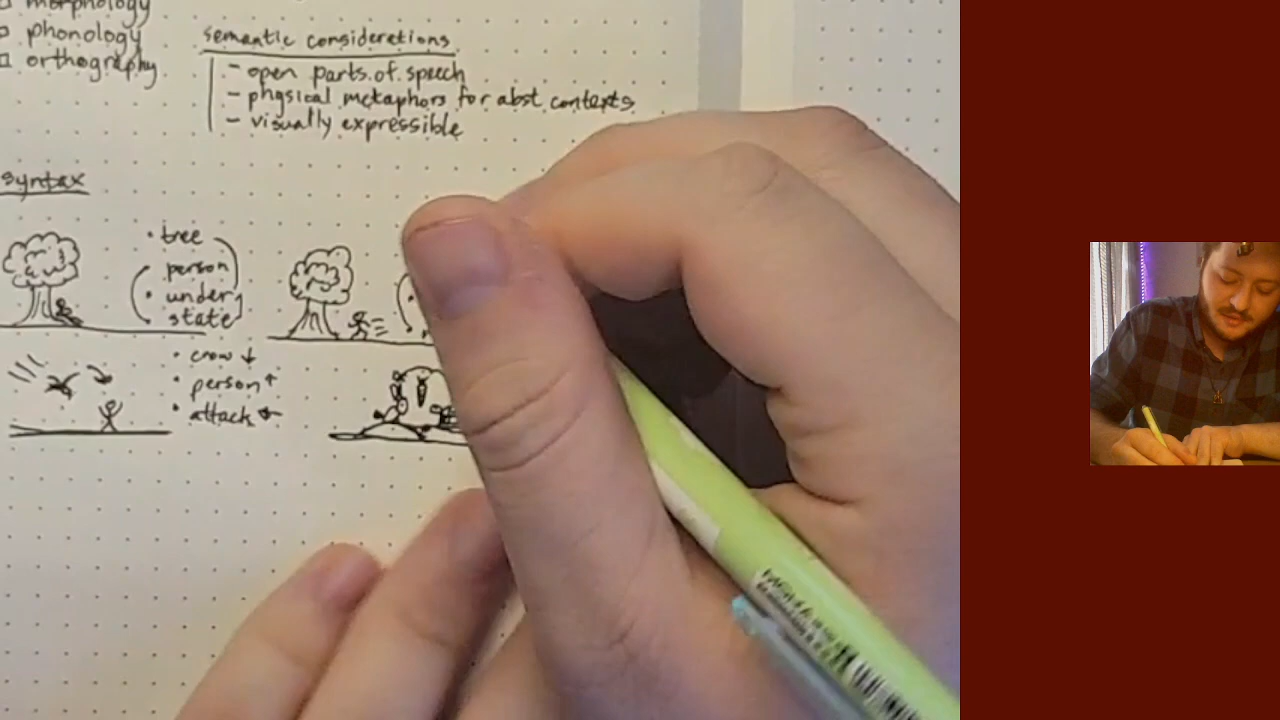 morphology
phonology
orthography
semantic considerations
- open parts of speech
- physical metaphors for abst contexts
- visually expressible
syntax
• tree
person
• under
state
• crow ↓
• person ↑
• attack